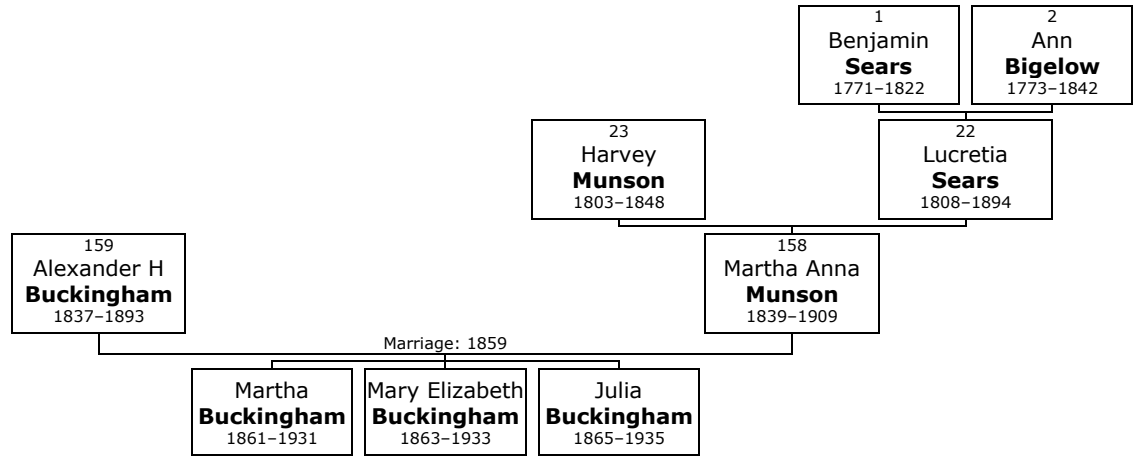 1
Benjamin
Sears
1771–1822
2
Ann
Bigelow
1773–1842
23
Harvey
Munson
1803–1848
22
Lucretia
Sears
1808–1894
159
Alexander H
Buckingham
1837–1893
158
Martha Anna
Munson
1839–1909
Marriage: 1859
Martha
Buckingham
1861–1931
Mary Elizabeth
Buckingham
1863–1933
Julia
Buckingham
1865–1935